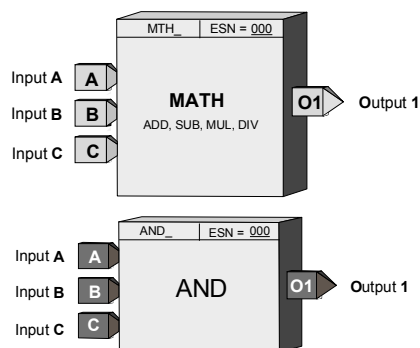 MTH_ ESN = 000
Input A A
MATH
O1 Output 1
ADD, SUB, MUL, DIV
Input B B
Input C C
AND_ ESN = 000
Input A A
AND
O1 Output 1
Input B B
Input C C